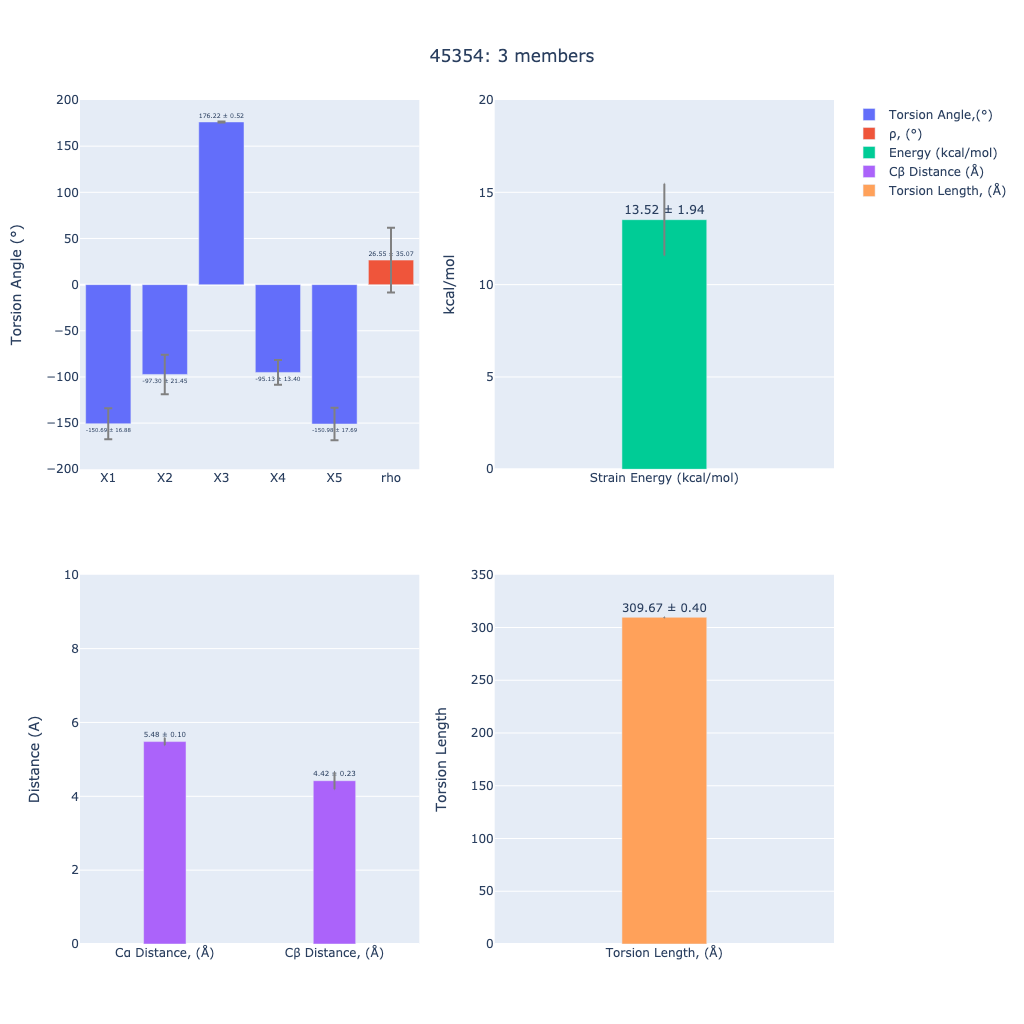 45354: 3 members
Torsion Angle (°)
200
150
100
50
0
−50
−100
−150
−200
176.22 ± 0.52
26.55 ± 35.07
-97.30 ± 21.45
-95.13 ± 13.40
-150.69 ± 16.88
-150.98 ± 17.69
X1 X2 X3 X4 X5 rho
kcal/mol
20
15
10
5
0
13.52 ± 1.94
Strain Energy (kcal/mol)
Torsion Angle,(°)
ρ, (°)
Energy (kcal/mol)
Cβ Distance (Å)
Torsion Length, (Å)
Distance (A)
10
8
6
4
2
0
5.48 ± 0.10
4.42 ± 0.23
Cα Distance, (Å) Cβ Distance, (Å)
Torsion Length
350
300
250
200
150
100
50
0
309.67 ± 0.40
Torsion Length, (Å)